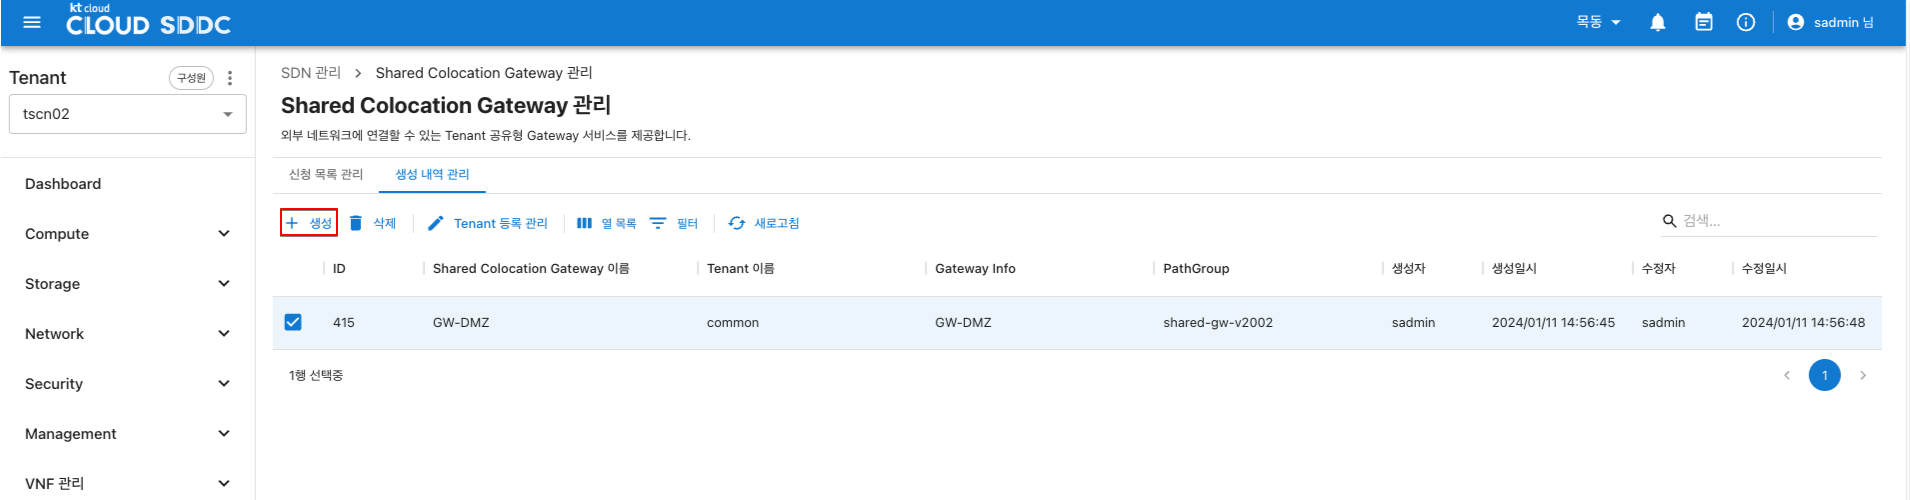 kt cloud
CLOUD SDDC
목동
sadmin 님
Tenant
구성원
tscn02
Dashboard
Compute
Storage
Network
Security
Management
VNF 관리
SDN 관리 > Shared Colocation Gateway 관리
Shared Colocation Gateway 관리
외부 네트워크에 연결할 수 있는 Tenant 공유형 Gateway 서비스를 제공합니다.
신청 목록 관리 생성 내역 관리
+ 생성 삭제 Tenant 등록 관리 열 목록 필터 새로고침 검색...
ID Shared Colocation Gateway 이름 Tenant 이름 Gateway Info PathGroup 생성자 생성일시 수정자 수정일시
415 GW-DMZ common GW-DMZ shared-gw-v2002 sadmin 2024/01/11 14:56:45 sadmin 2024/01/11 14:56:48
1행 선택중
< 1 >